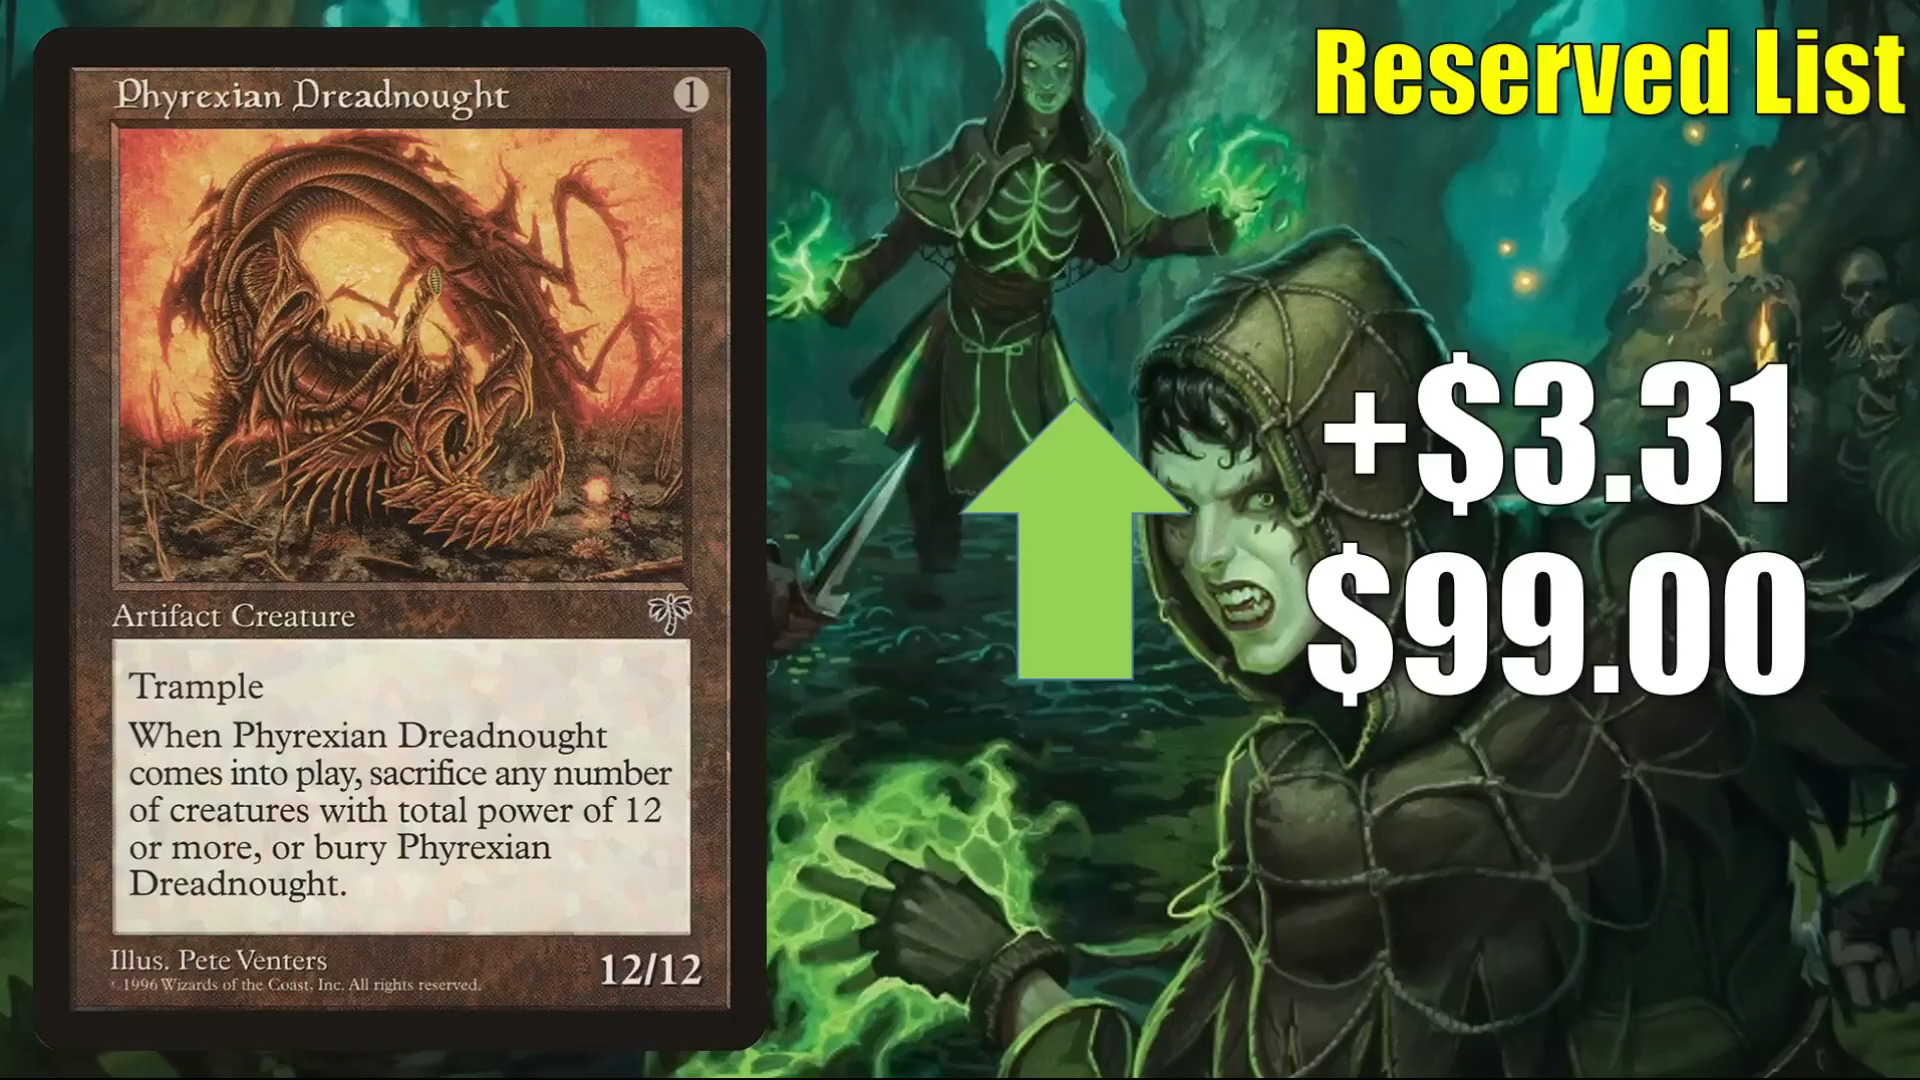 Phyrexian Dreadnought 1
Artifact Creature
Trample
When Phyrexian Dreadnought
comes into play, sacrifice any number
of creatures with total power of 12
or more, or bury Phyrexian
Dreadnought.
Illus. Pete Venters
© 1996 Wizards of the Coast, Inc. All rights reserved.
12/12
Reserved List
+$3.31
$99.00